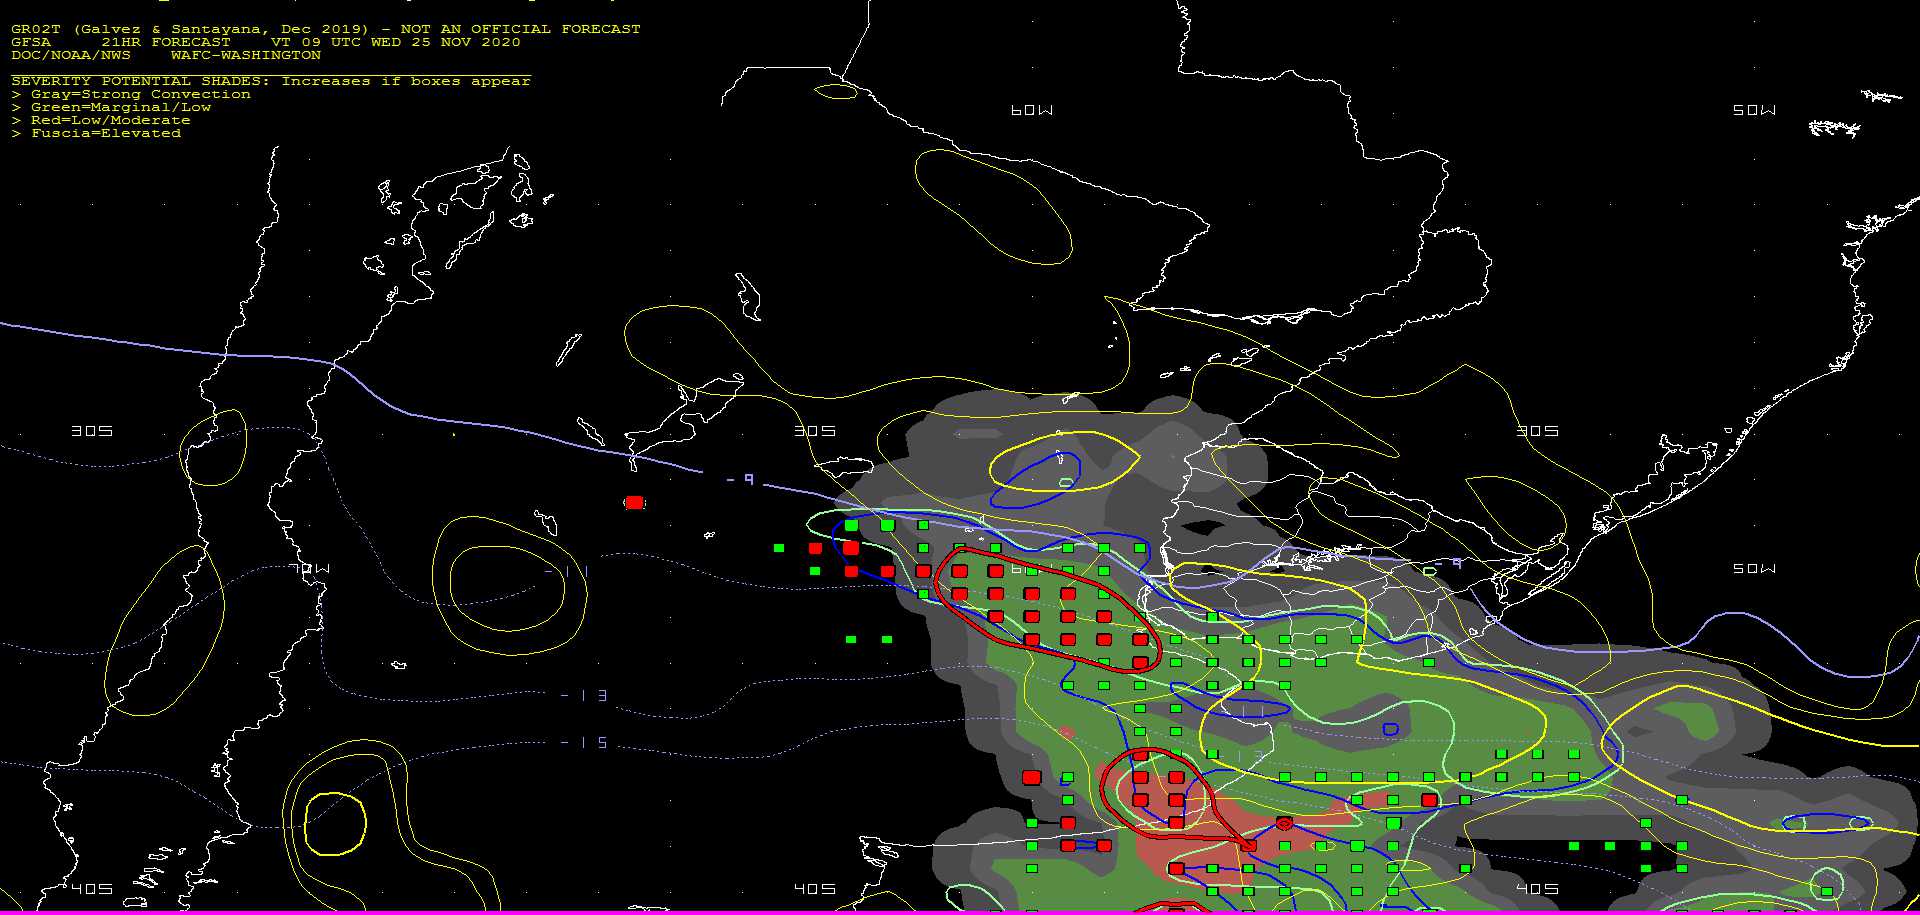 GR02T (Galvez & Santayana, Dec 2019) – NOT AN OFFICIAL FORECAST
GFSA 21HR FORECAST VT 09 UTC WED 25 NOV 2020
DOC/NOAA/NWS WAFC–WASHINGTON
SEVERITY POTENTIAL SHADES: Increases if boxes appear
> Gray=Strong Convection
> Green=Marginal/Low
> Red=Low/Moderate
> Fuscia=Elevated
60W 50W
30S 30S 30S
-9
-11 -9
70W 60W 50W
-13
-11
-15
-13
40S 40S 40S